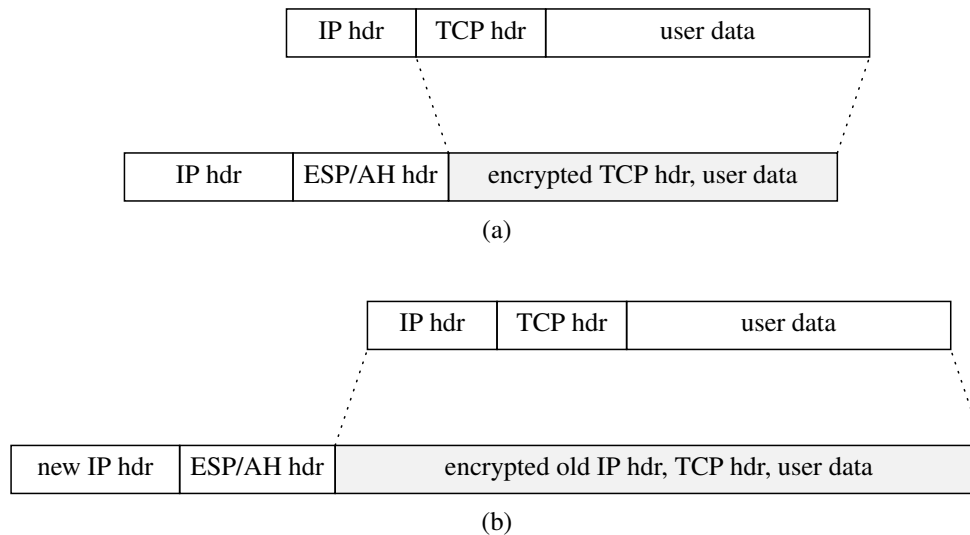 IP hdr TCP hdr user data
IP hdr ESP/AH hdr encrypted TCP hdr, user data
(a)
IP hdr TCP hdr user data
new IP hdr ESP/AH hdr encrypted old IP hdr, TCP hdr, user data
(b)